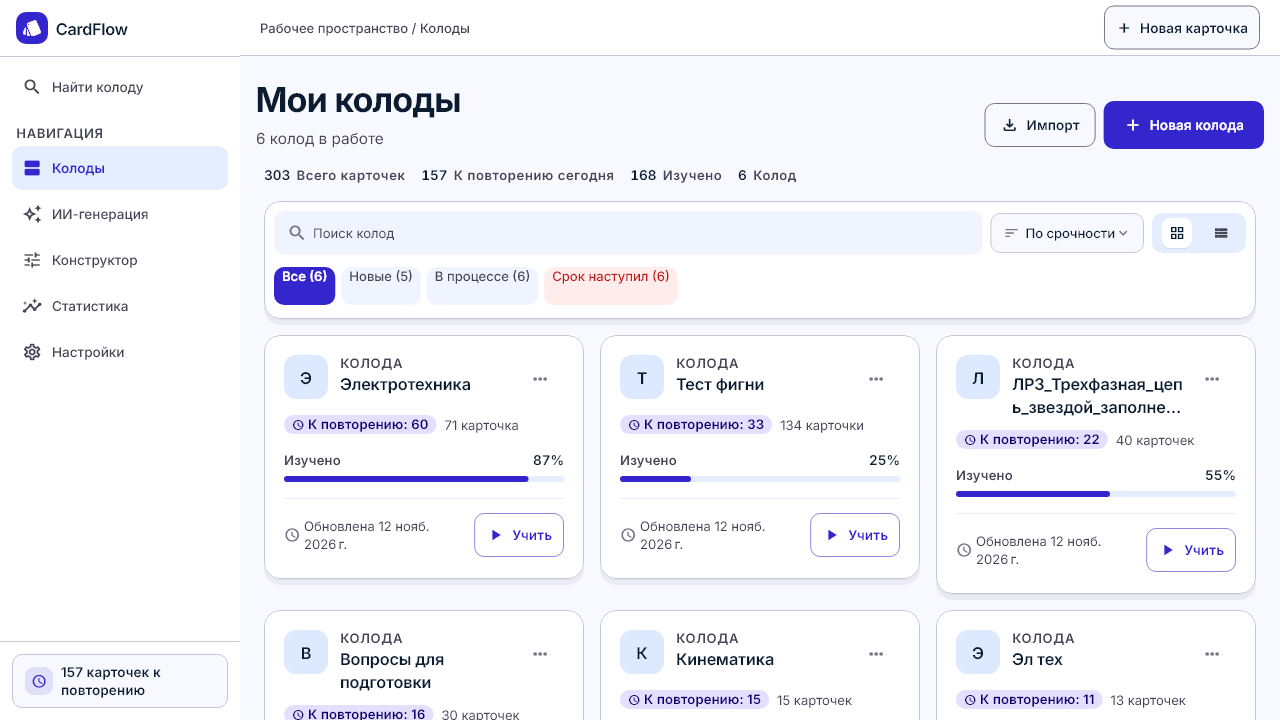 CardFlow
Рабочее пространство / Колоды
Новая карточка
Найти колоду
НАВИГАЦИЯ
Колоды
ИИ-генерация
Конструктор
Статистика
Настройки
157 карточек к
повторению
Мои колоды
6 колод в работе
Импорт
Новая колода
303 Всего карточек 157 К повторению сегодня 168 Изучено 6 Колод
Поиск колод
По срочности
Все (6) Новые (5) В процессе (6) Срок наступил (6)
Э
КОЛОДА
Электротехника
К повторению: 60 71 карточка
Изучено 87%
Обновлена 12 нояб.
2026 г.
Учить
Т
КОЛОДА
Тест фигни
К повторению: 33 134 карточки
Изучено 25%
Обновлена 12 нояб.
2026 г.
Учить
Л
КОЛОДА
ЛР3_Трехфазная_цеп
ь_звездой_заполне...
К повторению: 22 40 карточек
Изучено 55%
Обновлена 12 нояб.
2026 г.
Учить
В
КОЛОДА
Вопросы для
подготовки
К повторению: 16 30 карточек
К
КОЛОДА
Кинематика
К повторению: 15 15 карточек
Э
КОЛОДА
Эл тех
К повторению: 11 13 карточек